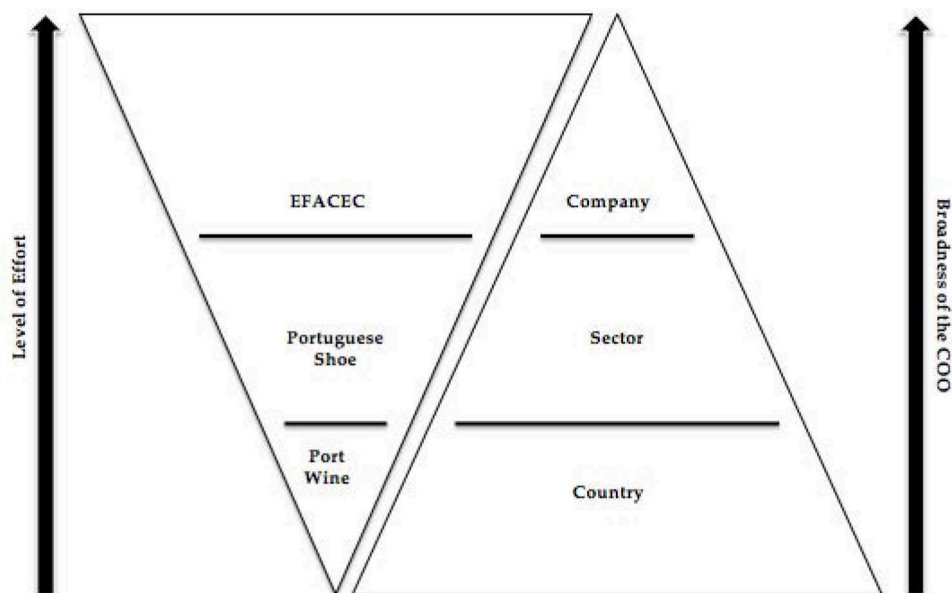 Level of Effort
EFACEC
Portuguese
Shoe
Port
Wine
Company
Sector
Country
Broadness of the COO